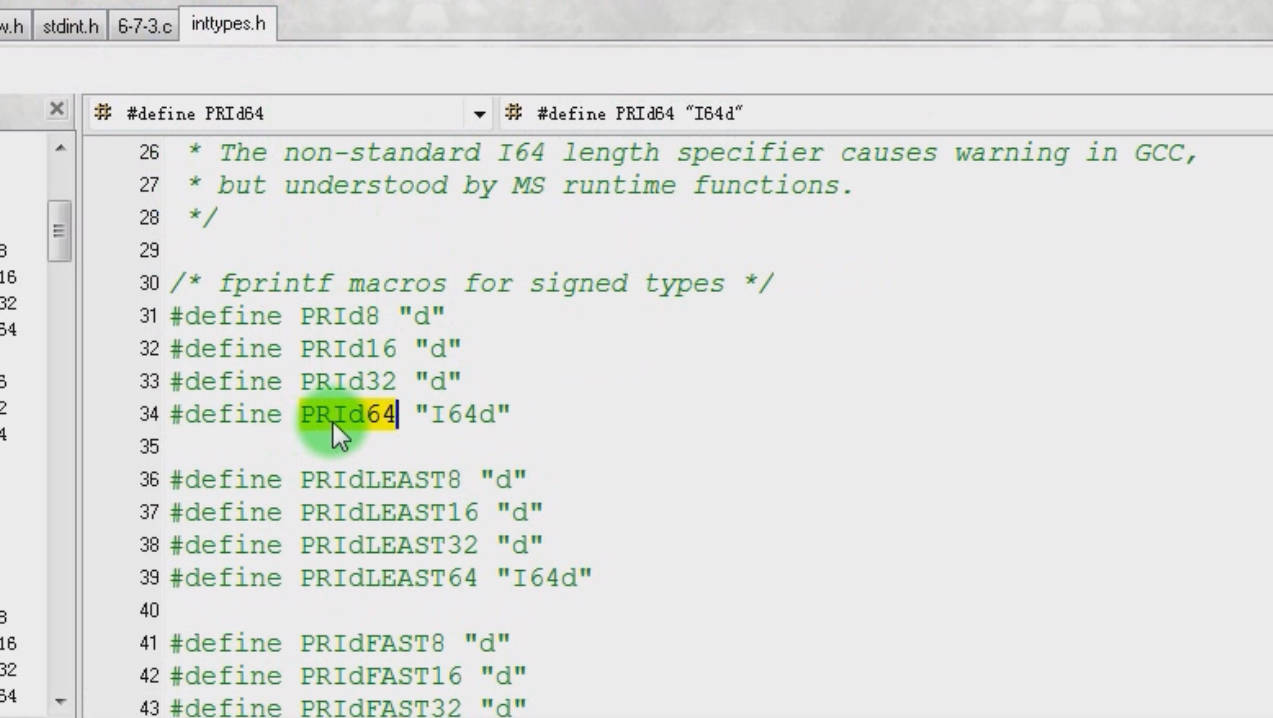 w.h stdint.h 6-7-3.c inttypes.h
#define PRId64 #define PRId64 "I64d"
26 * The non-standard I64 length specifier causes warning in GCC,
27 * but understood by MS runtime functions.
28 */
29
30 /* fprintf macros for signed types */
31 #define PRId8 "d"
32 #define PRId16 "d"
33 #define PRId32 "d"
34 #define PRId64 "I64d"
35
36 #define PRIdLEAST8 "d"
37 #define PRIdLEAST16 "d"
38 #define PRIdLEAST32 "d"
39 #define PRIdLEAST64 "I64d"
40
41 #define PRIdFAST8 "d"
42 #define PRIdFAST16 "d"
43 #define PRIdFAST32 "d"
8
16
32
64
6
2
4
8
16
32
64